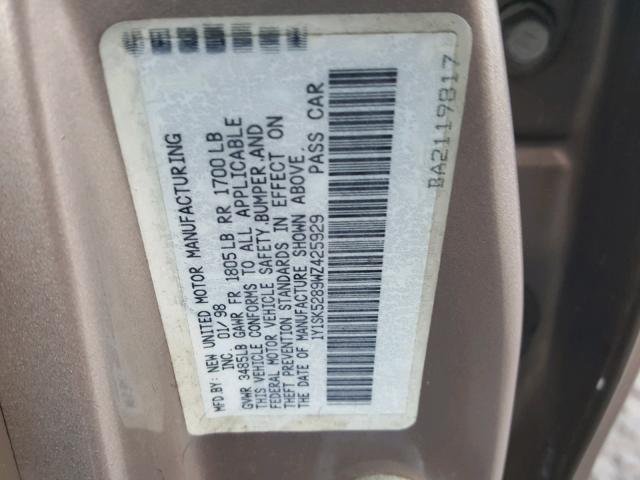 MFD.BY: NEW UNITED MOTOR MANUFACTURING
INC. 01/98
GVWR 3485LB GAWR FR 1805LB RR 1700LB
THIS VEHICLE CONFORMS TO ALL APPLICABLE
FEDERAL MOTOR VEHICLE SAFETY,BUMPER,AND
THEFT PREVENTION STANDARDS IN EFFECT ON
THE DATE OF MANUFACTURE SHOWN ABOVE.
1Y1SK5289WZ425929 PASS CAR
BA2119817